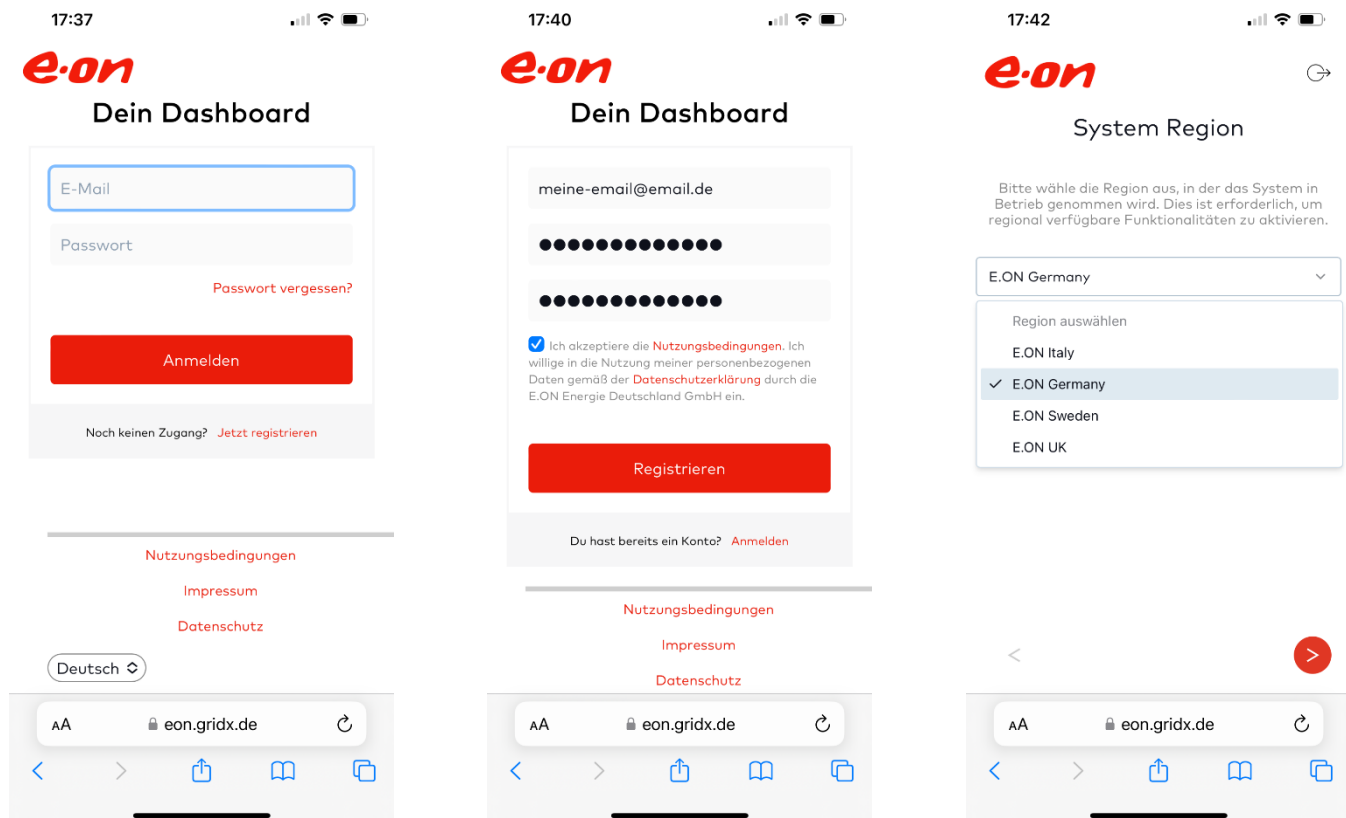 17:37
e·on
Dein Dashboard
E-Mail
Passwort
Passwort vergessen?
Anmelden
Noch keinen Zugang? Jetzt registrieren
Nutzungsbedingungen
Impressum
Datenschutz
Deutsch
AA
eon.gridx.de
17:40
e·on
Dein Dashboard
meine-email@email.de
●●●●●●●●●●●●●
●●●●●●●●●●●●●
Ich akzeptiere die Nutzungsbedingungen. Ich
willige in die Nutzung meiner personenbezogenen
Daten gemäß der Datenschutzerklärung durch die
E.ON Energie Deutschland GmbH ein.
Registrieren
Du hast bereits ein Konto? Anmelden
Nutzungsbedingungen
Impressum
Datenschutz
AA
eon.gridx.de
17:42
e·on
System Region
Bitte wähle die Region aus, in der das System in
Betrieb genommen wird. Dies ist erforderlich, um
regional verfügbare Funktionalitäten zu aktivieren.
E.ON Germany
Region auswählen
E.ON Italy
E.ON Germany
E.ON Sweden
E.ON UK
< >
AA
eon.gridx.de